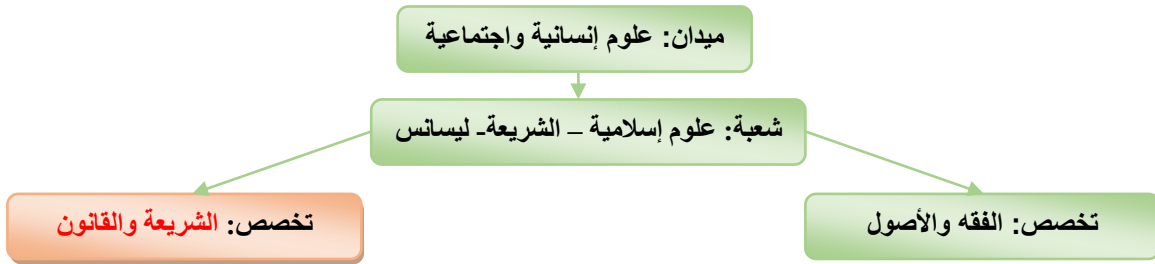 ميدان: علوم إنسانية واجتماعية
شعبة: علوم إسلامية – الشريعة- ليسانس
تخصص: الفقه والأصول
تخصص: الشريعة والقانون